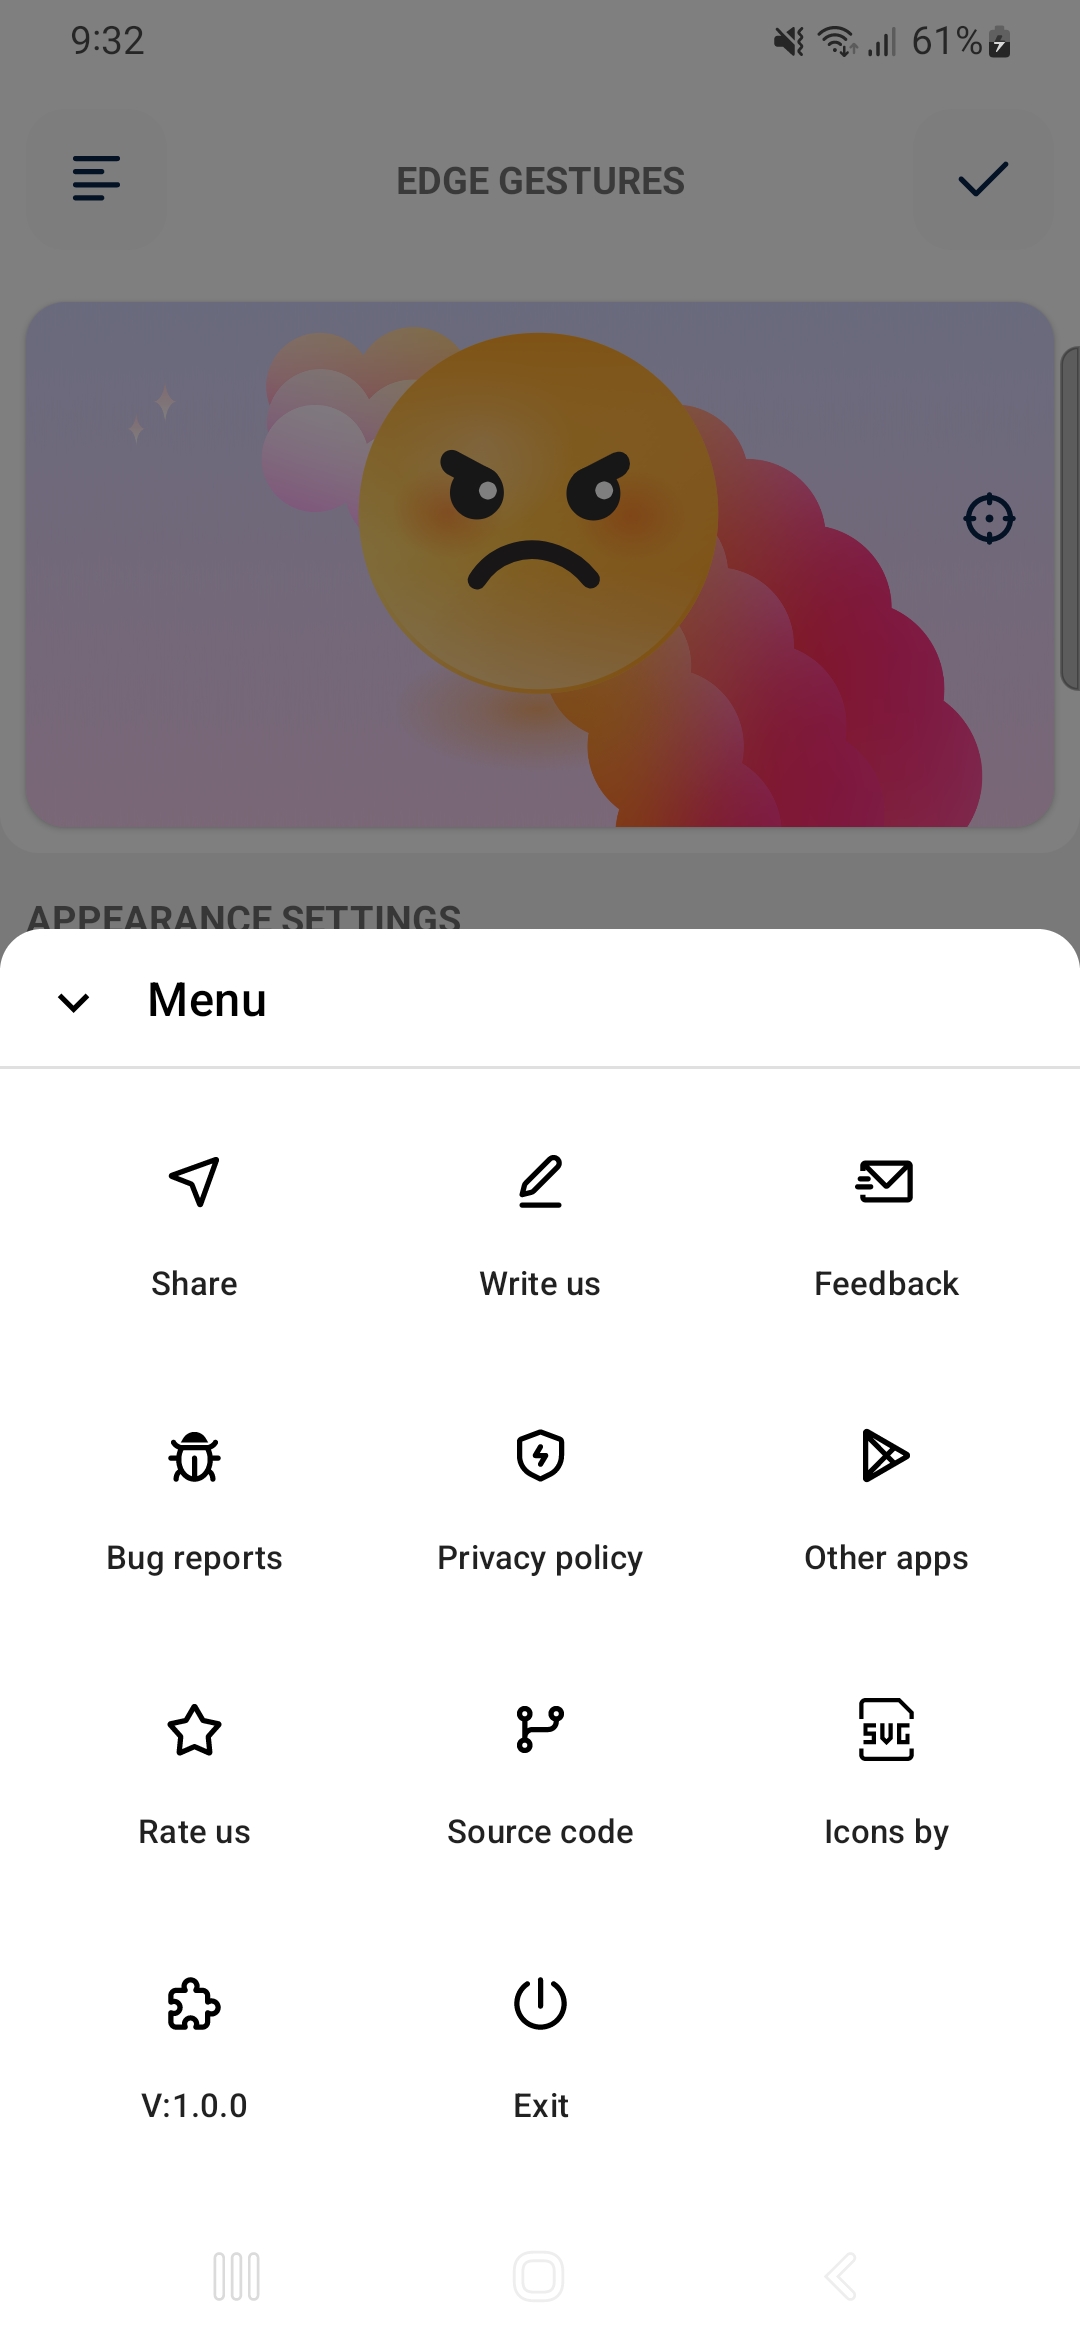 9:32
61%
EDGE GESTURES
APPEARANCE SETTINGS
Menu
Share
Write us
Feedback
Bug reports
Privacy policy
Other apps
Rate us
SVG
Source code
Icons by
V:1.0.0
Exit